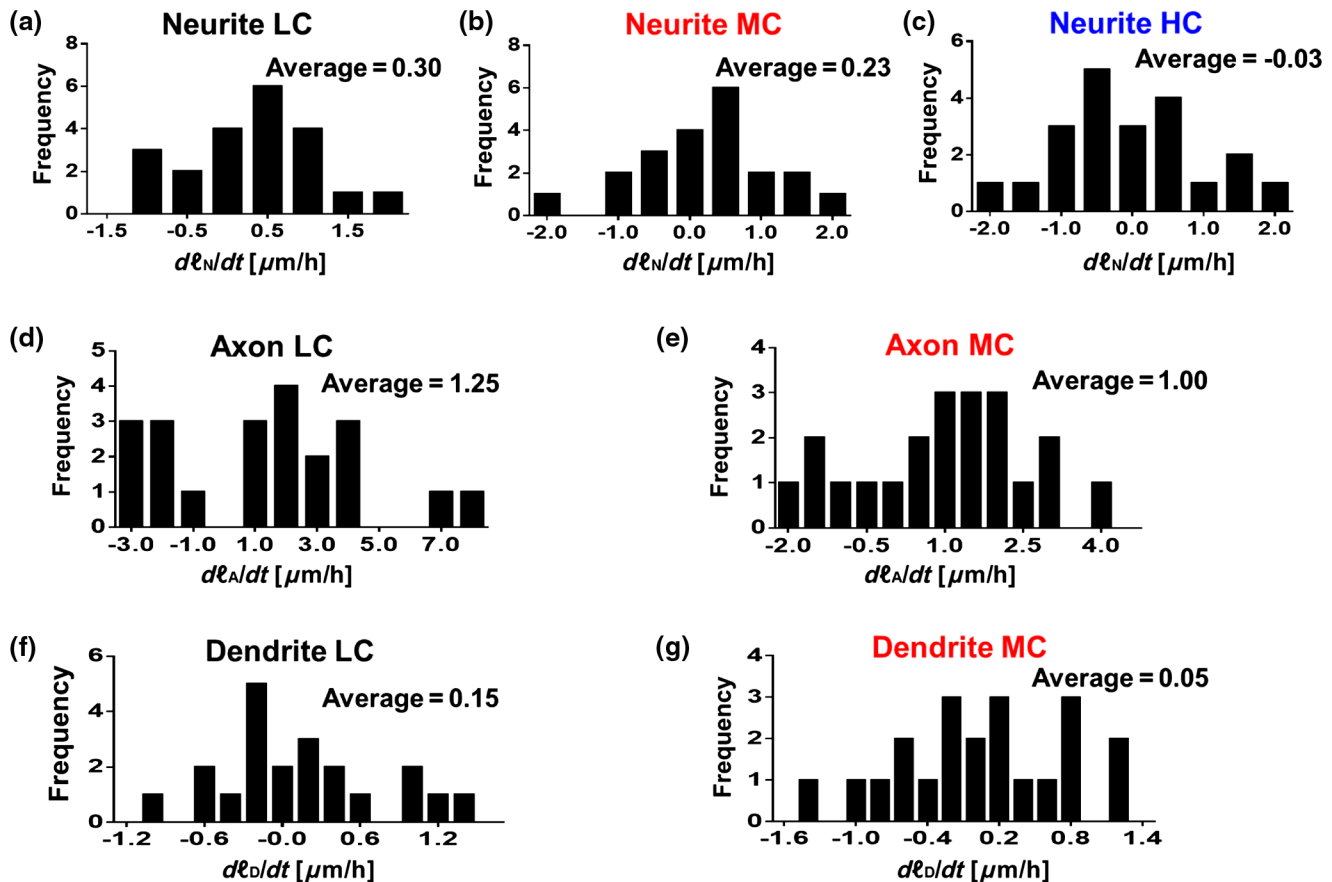 (a) Neurite LC
Average = 0.30
Frequency
8
6
4
2
0
-1.5 -0.5 0.5 1.5
dℓN/dt [μm/h]
(b) Neurite MC
Average = 0.23
Frequency
8
6
4
2
0
-2.0 -1.0 0.0 1.0 2.0
dℓN/dt [μm/h]
(c) Neurite HC
Average = -0.03
Frequency
6
4
2
0
-2.0 -1.0 0.0 1.0 2.0
dℓN/dt [μm/h]
(d) Axon LC
Average = 1.25
Frequency
5
4
3
2
1
0
-3.0 -1.0 1.0 3.0 5.0 7.0
dℓA/dt [μm/h]
(e) Axon MC
Average = 1.00
Frequency
4
3
2
1
0
-2.0 -0.5 1.0 2.5 4.0
dℓA/dt [μm/h]
(f) Dendrite LC
Average = 0.15
Frequency
6
4
2
0
-1.2 -0.6 -0.0 0.6 1.2
dℓD/dt [μm/h]
(g) Dendrite MC
Average = 0.05
Frequency
4
3
2
1
0
-1.6 -1.0 -0.4 0.2 0.8 1.4
dℓD/dt [μm/h]